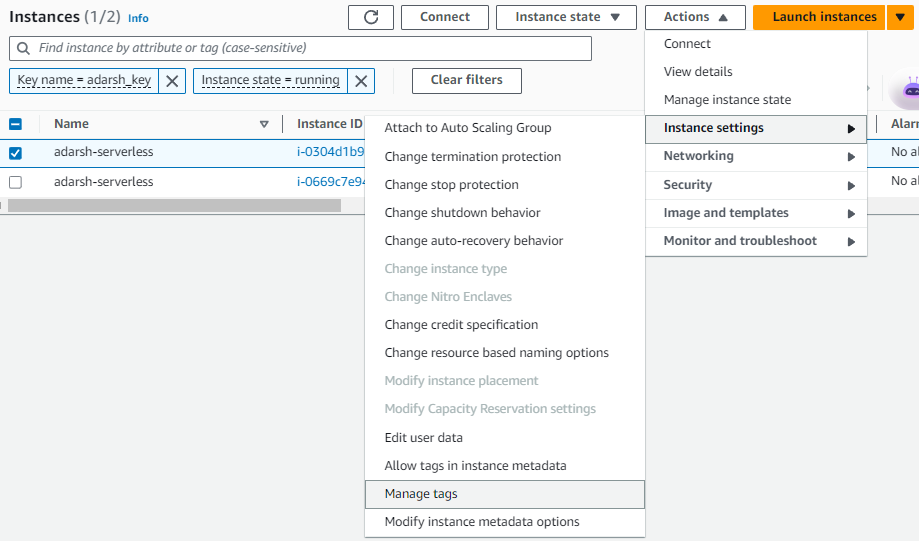 Instances (1/2) Info
Connect
Instance state
Actions
Launch instances
Find instance by attribute or tag (case-sensitive)
Key name = adarsh_key
Instance state = running
Clear filters
Name
Instance ID
Alarm
adarsh-serverless
i-0304d1b9
No al
adarsh-serverless
i-0669c7e94
No al
Connect
View details
Manage instance state
Instance settings
Networking
Security
Image and templates
Monitor and troubleshoot
Attach to Auto Scaling Group
Change termination protection
Change stop protection
Change shutdown behavior
Change auto-recovery behavior
Change instance type
Change Nitro Enclaves
Change credit specification
Change resource based naming options
Modify instance placement
Modify Capacity Reservation settings
Edit user data
Allow tags in instance metadata
Manage tags
Modify instance metadata options